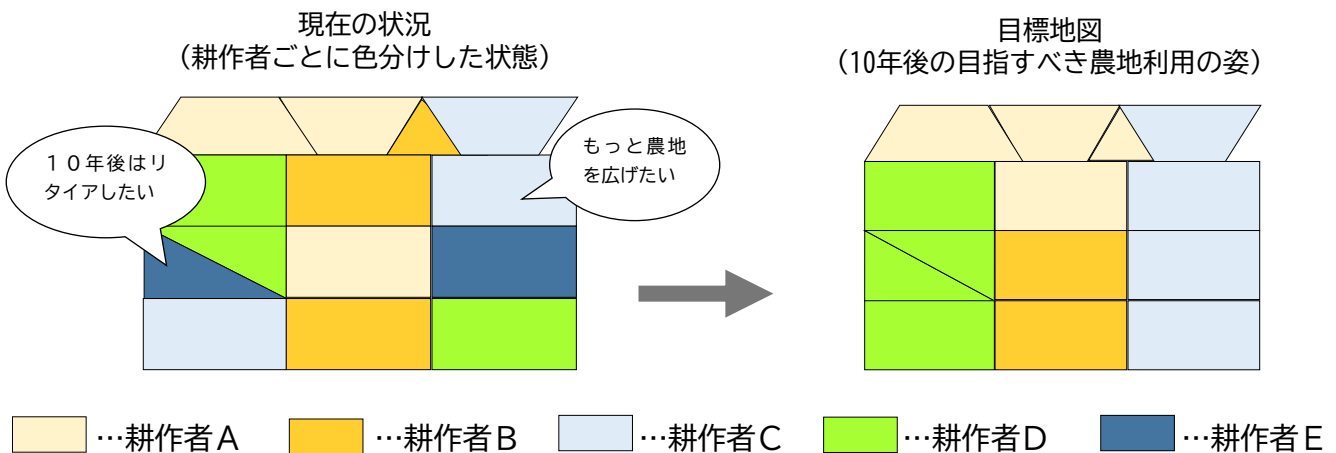 現在の状況
（耕作者ごとに色分けした状態）
目標地図
（10年後の目指すべき農地利用の姿）
１０年後はリ
タイアしたい
もっと農地
を広げたい
…耕作者Ａ
…耕作者Ｂ
…耕作者Ｃ
…耕作者Ｄ
…耕作者Ｅ